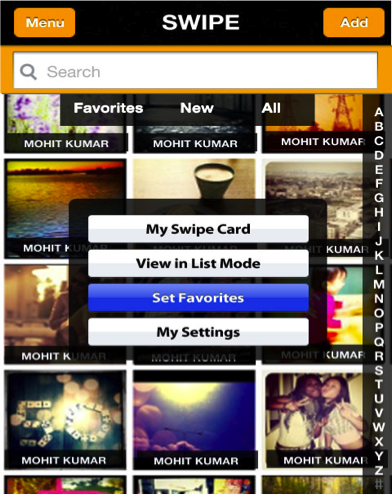 Menu SWIPE Add
Search
Favorites New All
MOHIT KUMAR MOHIT KUMAR MOHIT KUMAR
MOHIT KUMAR MOHIT KUMAR
My Swipe Card
View in List Mode
Set Favorites
My Settings
MOHIT KUMAR MOHIT KUMAR MOHIT KUMAR
MOHIT KUMAR MOHIT KUMAR MOHIT KUMAR
A
B
C
D
E
F
G
H
I
J
K
L
M
N
O
P
Q
R
S
T
U
V
W
X
Y
Z
#